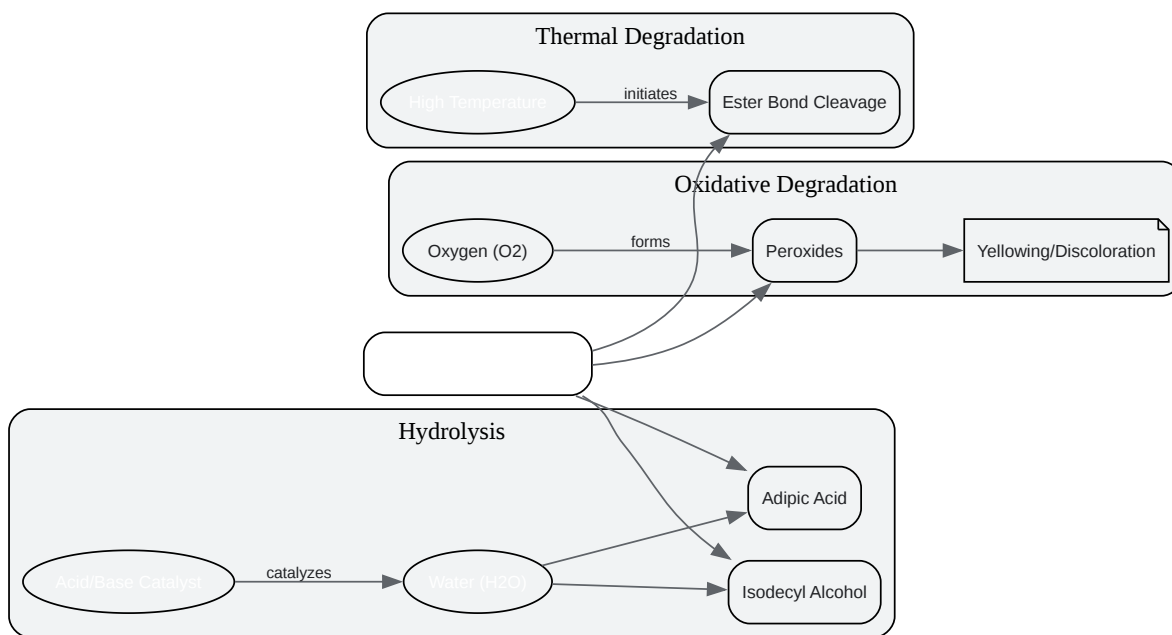 Thermal Degradation
High Temperature
initiates
Ester Bond Cleavage
Oxidative Degradation
Oxygen (O2)
forms
Peroxides
Yellowing/Discoloration
Hydrolysis
Adipic Acid
Acid/Base Catalyst
catalyzes
Water (H2O)
Isodecyl Alcohol